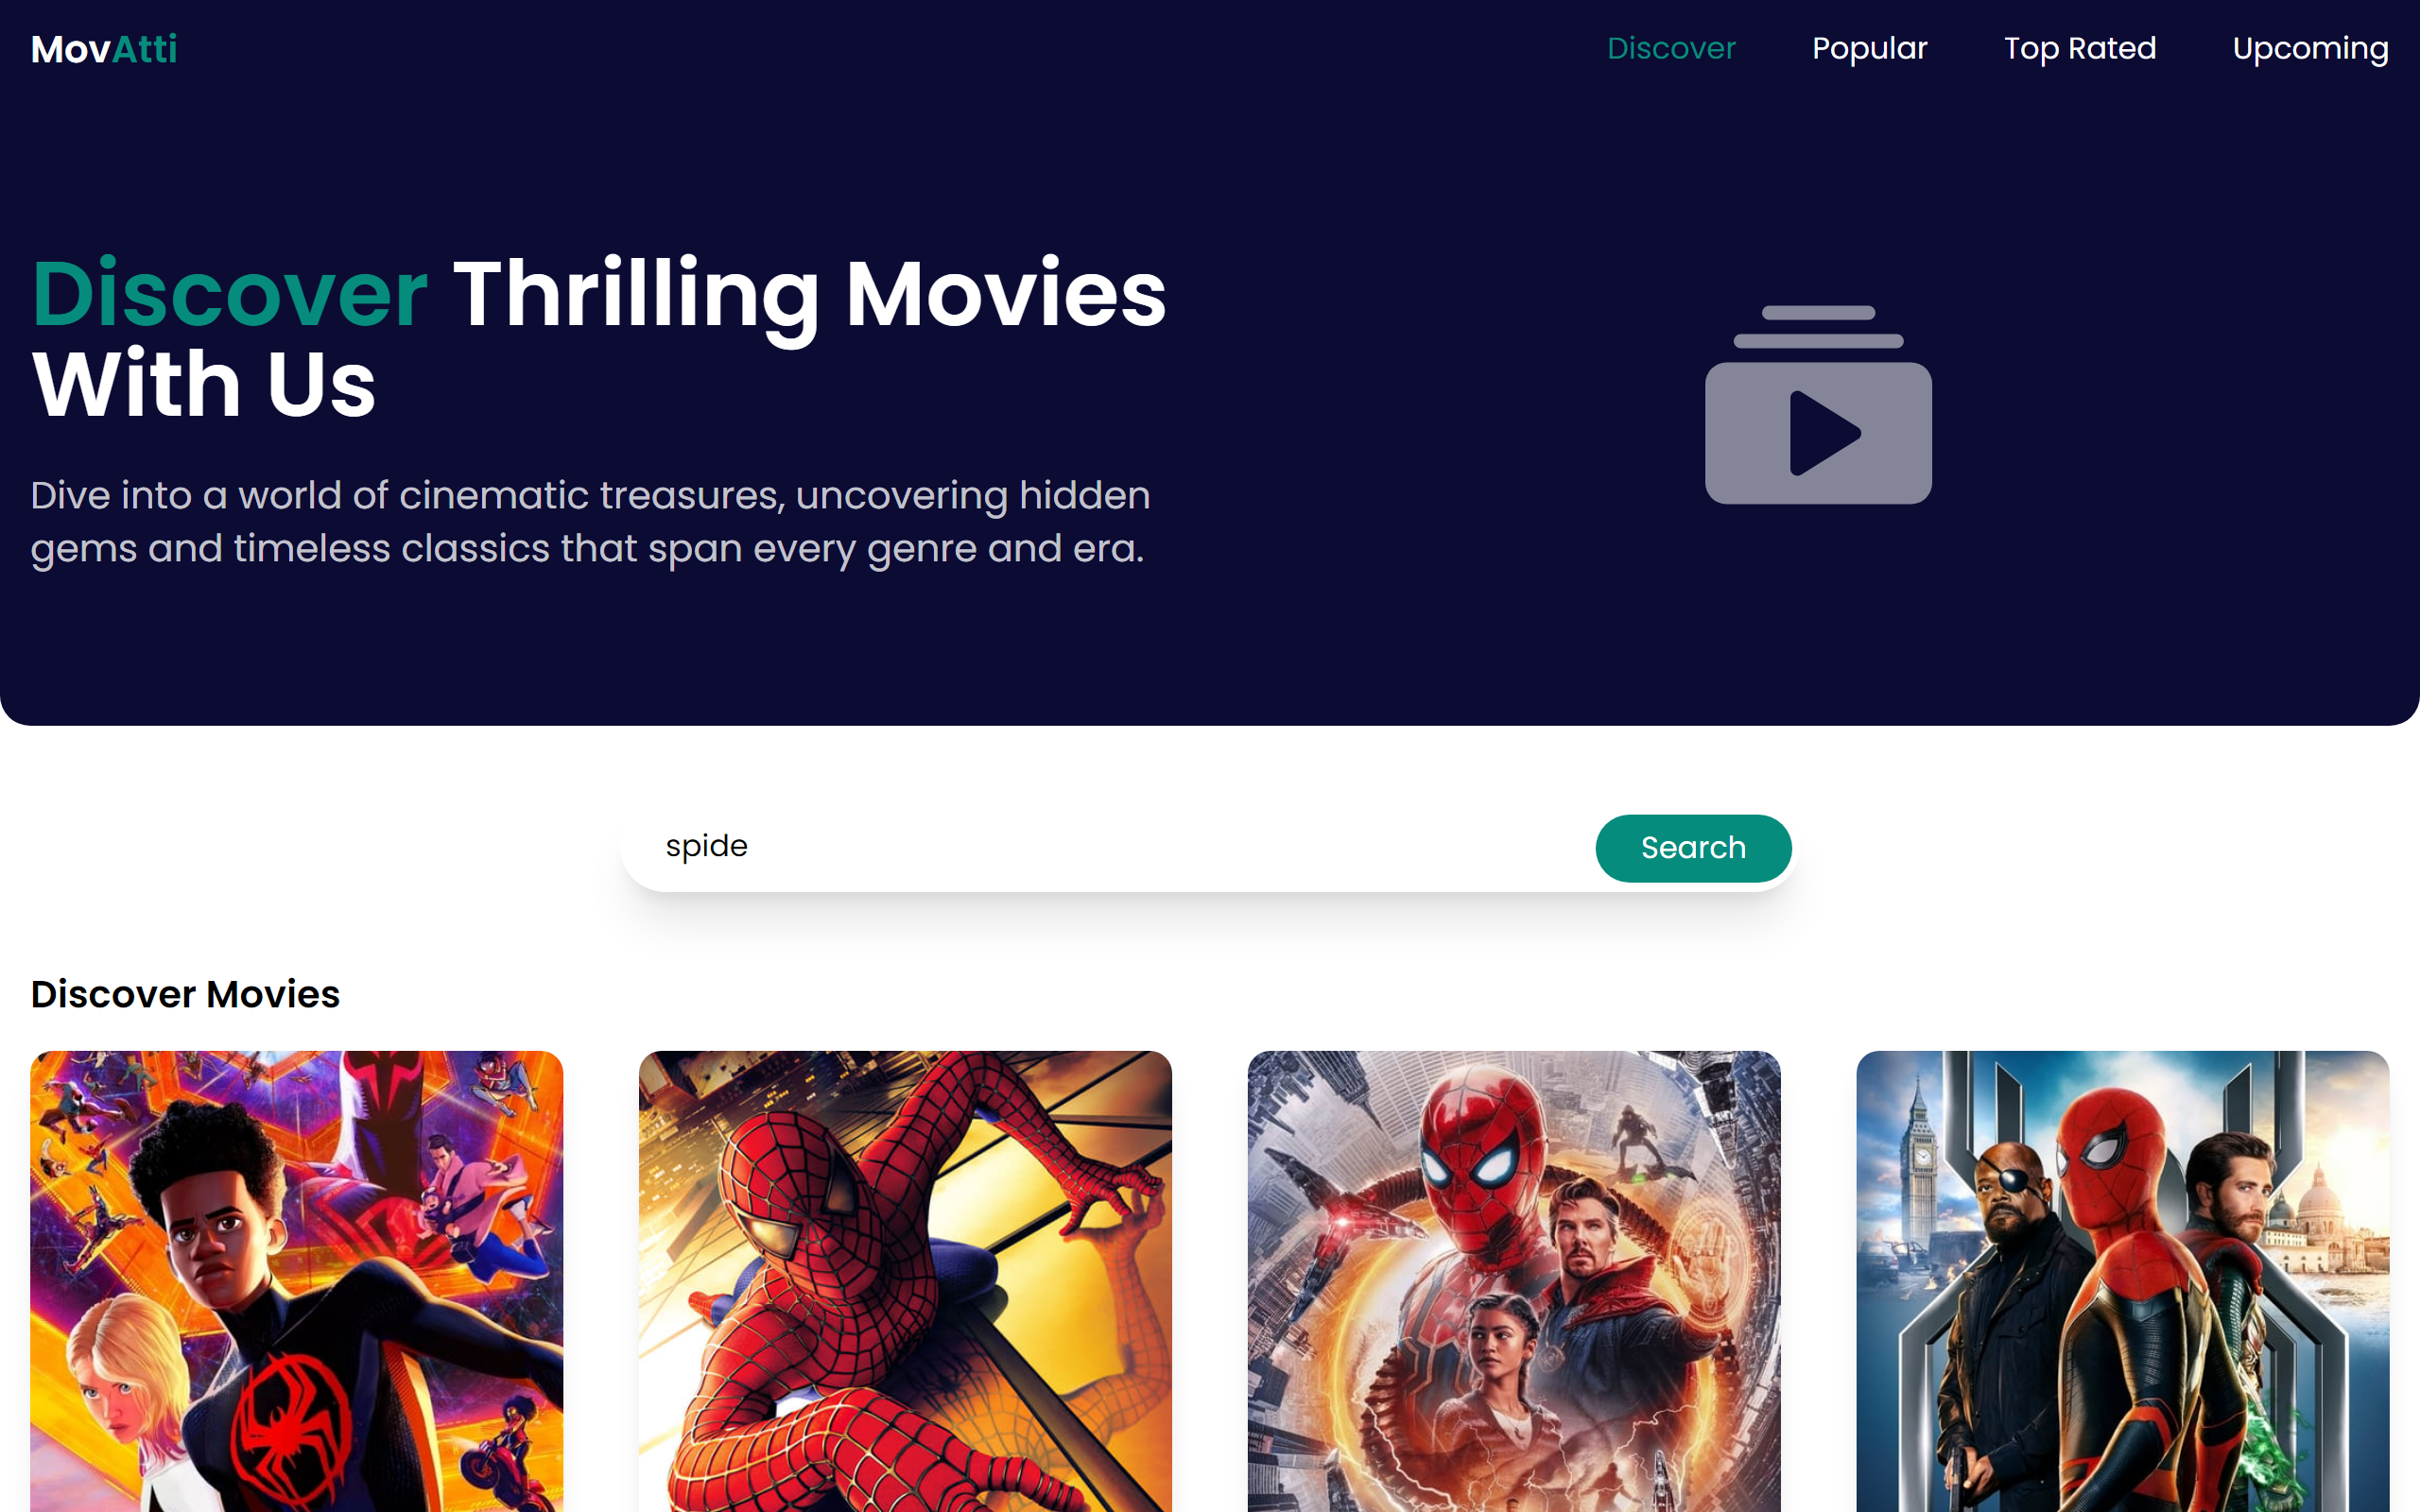 MovAtti
Discover
Popular
Top Rated
Upcoming
Discover Thrilling Movies
With Us
Dive into a world of cinematic treasures, uncovering hidden
gems and timeless classics that span every genre and era.
spide
Search
Discover Movies